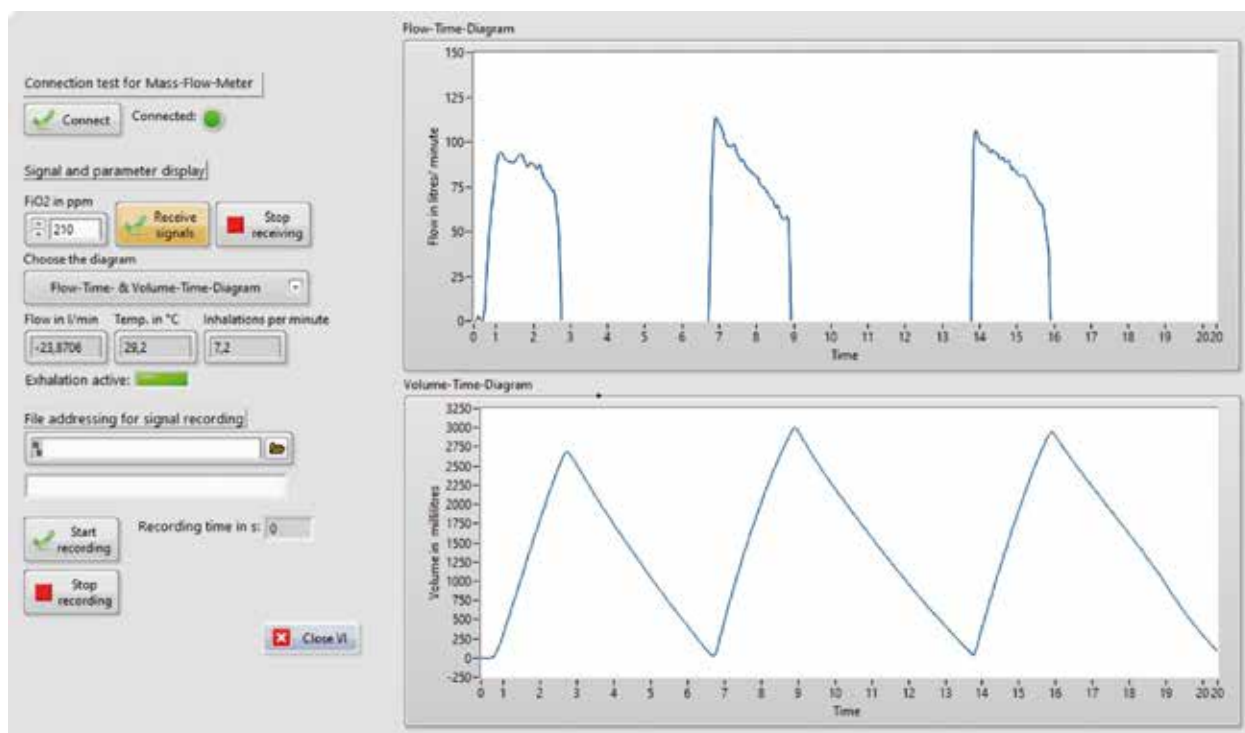 Connection test for Mass-Flow-Meter
Connect
Connected:
Signal and parameter display
FiO2 in ppm
210
Receive
signals
Stop
receiving
Choose the diagram
Flow-Time- & Volume-Time-Diagram
Flow in l/min Temp. in °C Inhalations per minute
-23,8706 29,2 7,2
Exhalation active:
File addressing for signal recording
Start
recording
Recording time in s: 0
Stop
recording
Close VI
Flow-Time-Diagram
Flow in litres/ minute
150
125
100
75
50
25
0
0 1 2 3 4 5 6 7 8 9 10 11 12 13 14 15 16 17 18 19 2020
Time
Volume-Time-Diagram
Volume in millilitres
3250
3000
2750
2500
2250
2000
1750
1500
1250
1000
750
500
250
0
-250
0 1 2 3 4 5 6 7 8 9 10 11 12 13 14 15 16 17 18 19 2020
Time